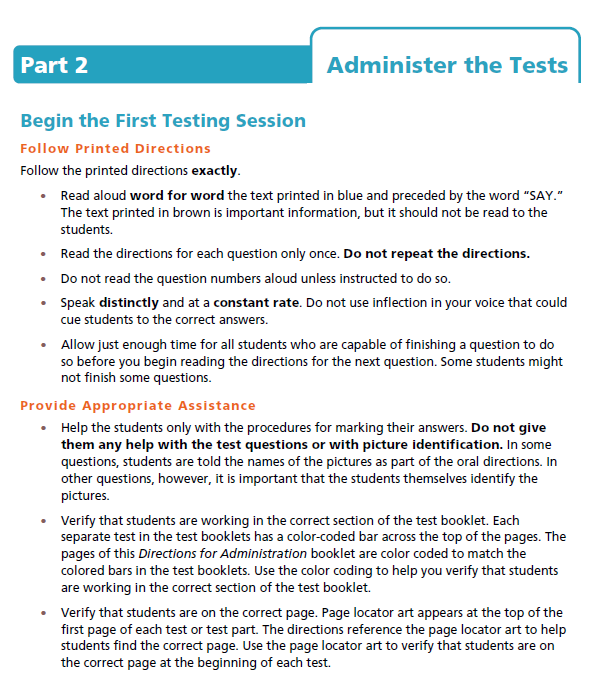 Part 2
Administer the Tests
Begin the First Testing Session
Follow Printed Directions
Follow the printed directions exactly.
• Read aloud word for word the text printed in blue and preceded by the word “SAY.”
The text printed in brown is important information, but it should not be read to the
students.
• Read the directions for each question only once. Do not repeat the directions.
• Do not read the question numbers aloud unless instructed to do so.
• Speak distinctly and at a constant rate. Do not use inflection in your voice that could
cue students to the correct answers.
• Allow just enough time for all students who are capable of finishing a question to do
so before you begin reading the directions for the next question. Some students might
not finish some questions.
Provide Appropriate Assistance
• Help the students only with the procedures for marking their answers. Do not give
them any help with the test questions or with picture identification. In some
questions, students are told the names of the pictures as part of the oral directions. In
other questions, however, it is important that the students themselves identify the
pictures.
• Verify that students are working in the correct section of the test booklet. Each
separate test in the test booklets has a color-coded bar across the top of the pages. The
pages of this Directions for Administration booklet are color coded to match the
colored bars in the test booklets. Use the color coding to help you verify that students
are working in the correct section of the test booklet.
• Verify that students are on the correct page. Page locator art appears at the top of the
first page of each test or test part. The directions reference the page locator art to help
students find the correct page. Use the page locator art to verify that students are on
the correct page at the beginning of each test.